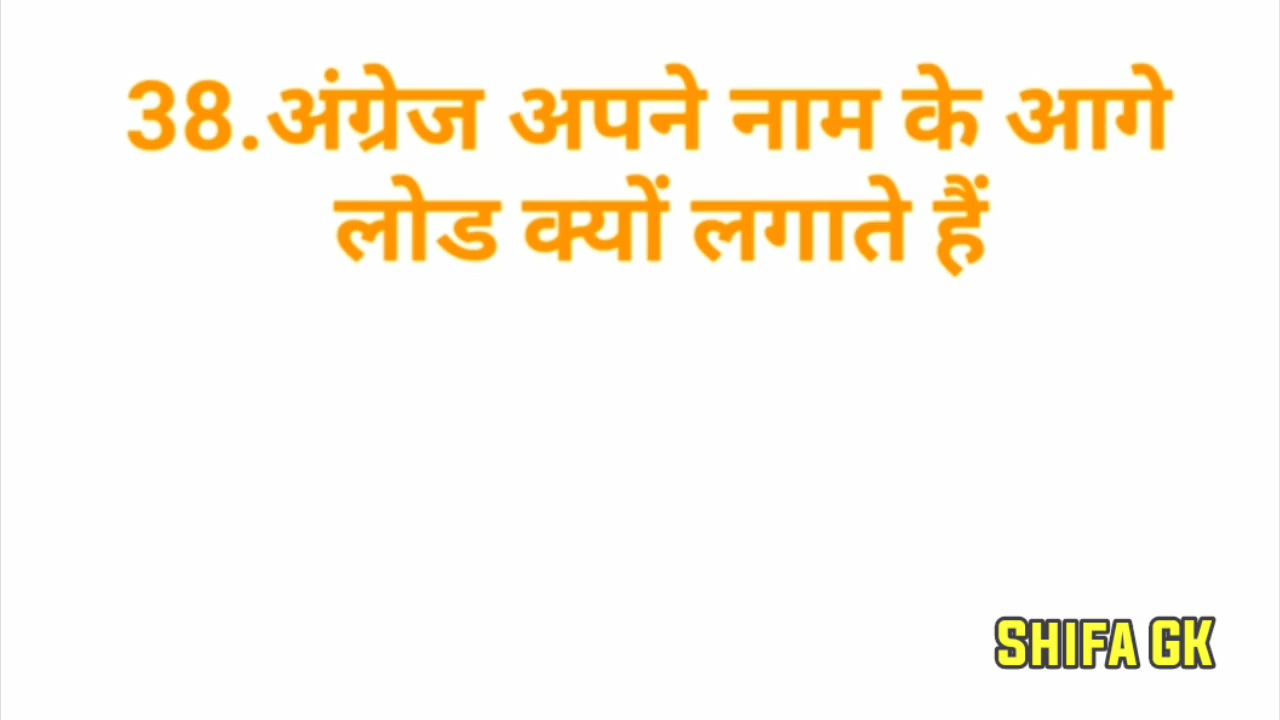 38.अंग्रेज अपने नाम के आगे
लोड क्यों लगाते हैं
SHIFA GK